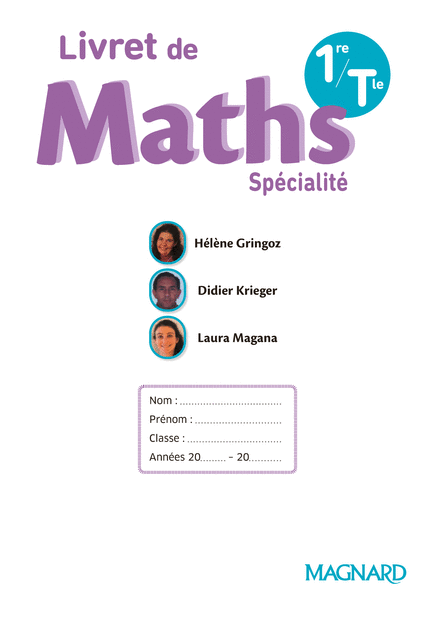 Livret de
1re/Tle
Maths
Spécialité
Hélène Gringoz
Didier Krieger
Laura Magana
Nom : ................................
Prénom : ............................
Classe : ..............................
Années 20........ – 20..........
MAGNARD